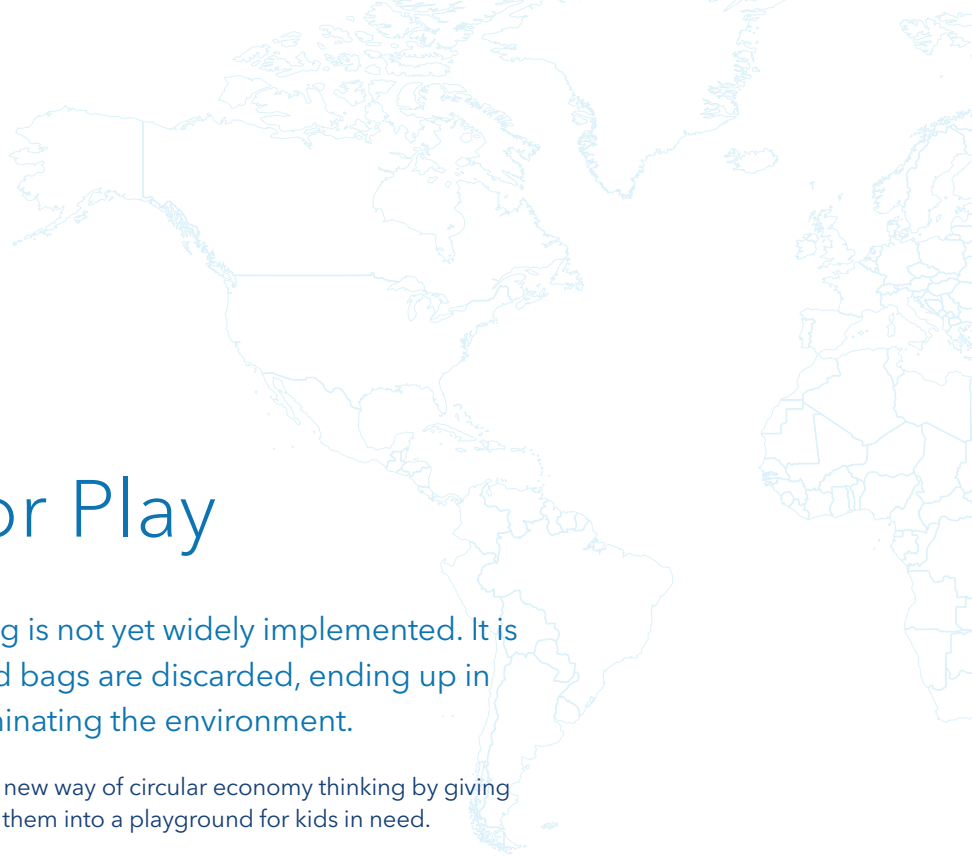 or Play
g is not yet widely implemented. It is
d bags are discarded, ending up in
inating the environment.
new way of circular economy thinking by giving
them into a playground for kids in need.